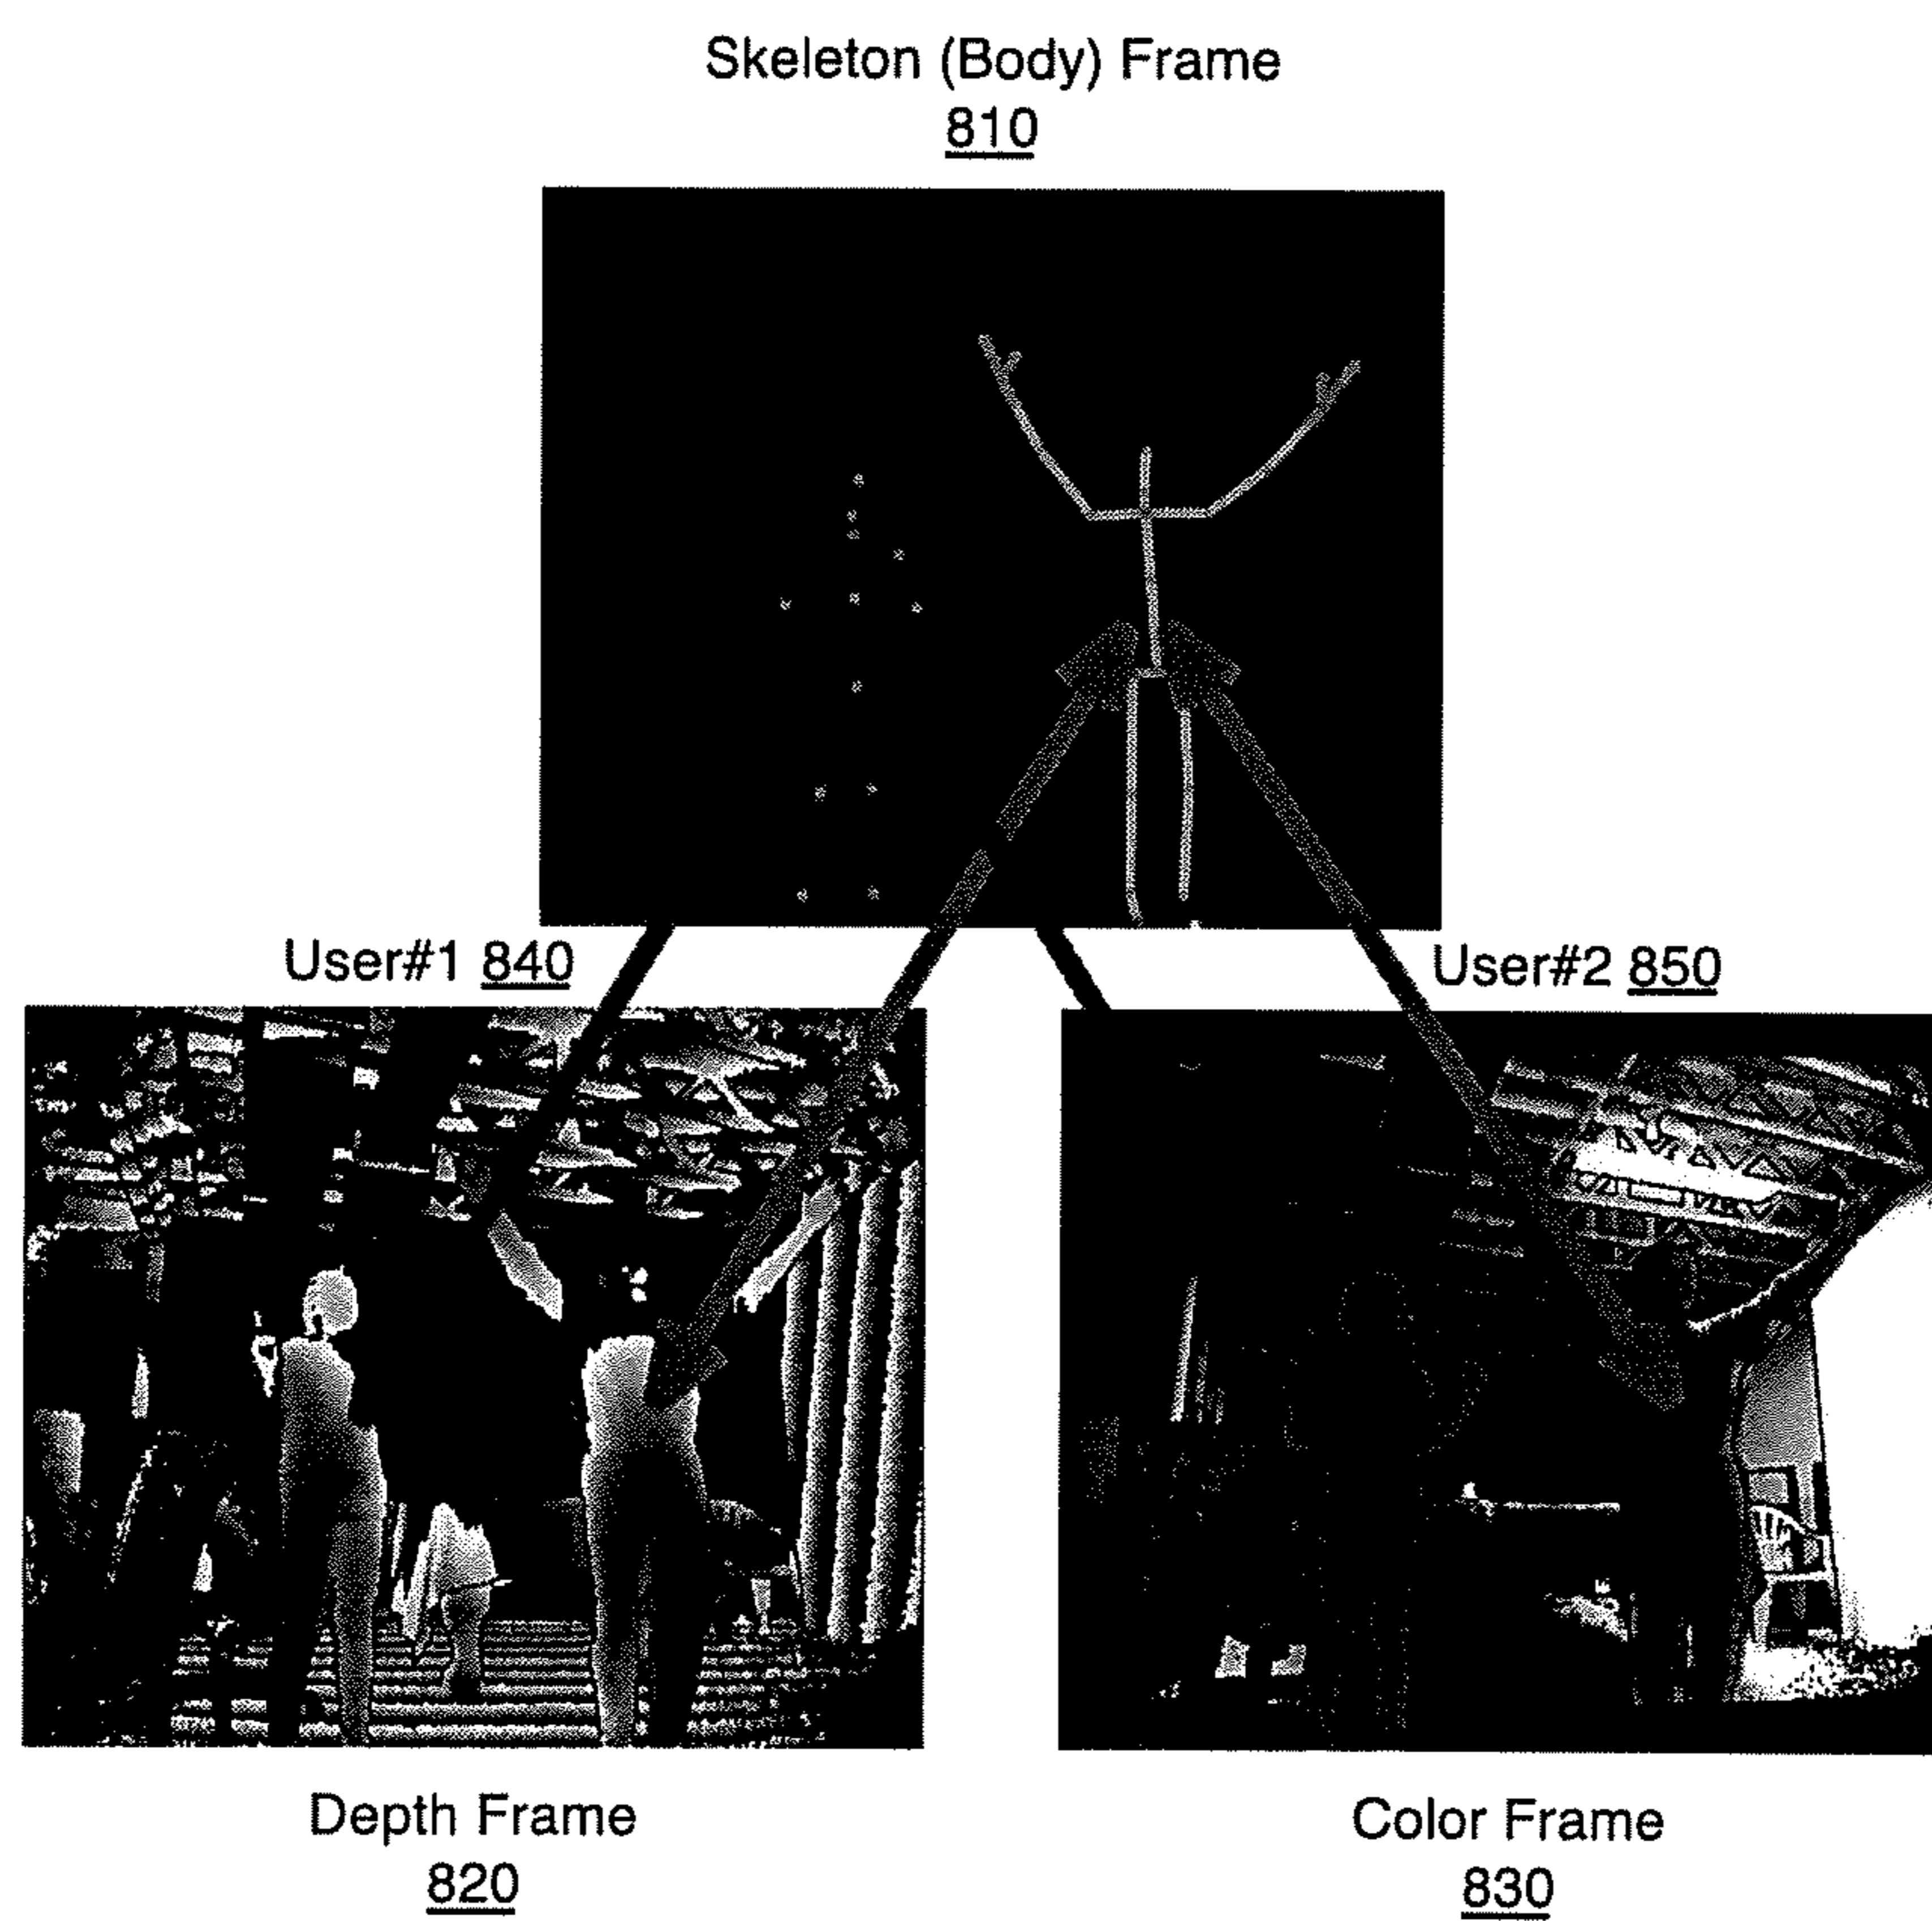 Skeleton (Body) Frame
810
User#1 840
User#2 850
Depth Frame
820
Color Frame
830